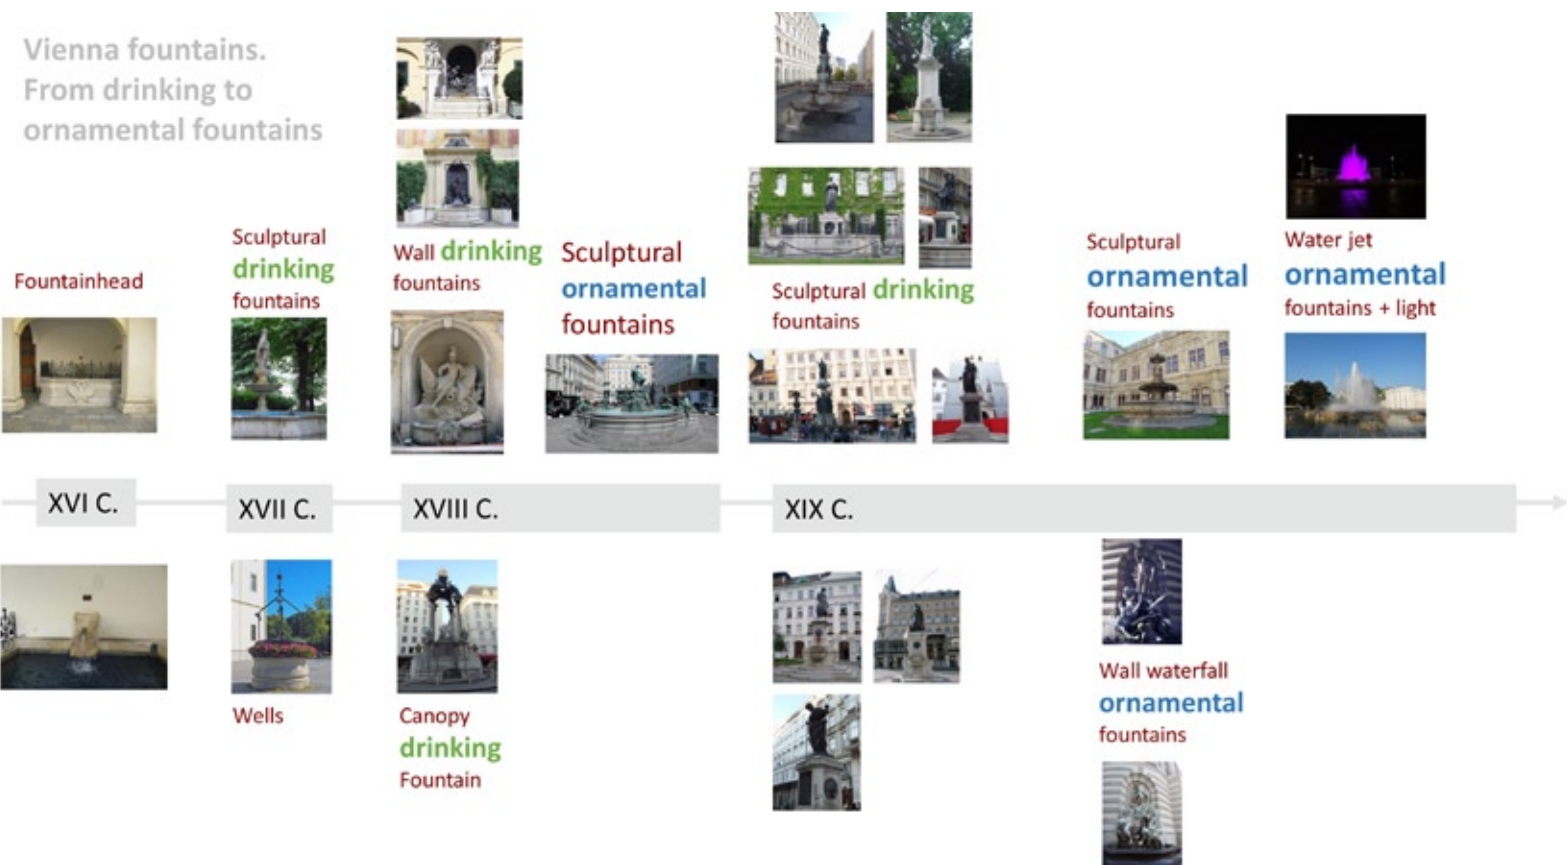 Vienna fountains.
From drinking to
ornamental fountains
Fountainhead
Sculptural
drinking
fountains
Wall drinking
fountains
Sculptural
ornamental
fountains
Sculptural drinking
fountains
Sculptural
ornamental
fountains
Water jet
ornamental
fountains + light
XVI C.
XVII C.
XVIII C.
XIX C.
Wells
Canopy
drinking
Fountain
Wall waterfall
ornamental
fountains